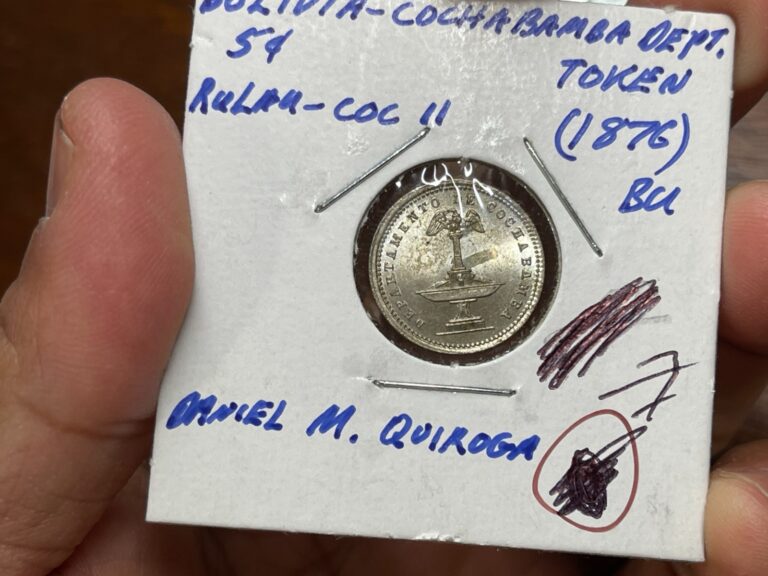 BOLIVIA-COCHABAMBA DEPT.
5¢ TOKEN
RULAU-COC 11 (1876)
BU
DEPARTAMENTO DE COCHABAMBA
DANIEL M. QUIROGA